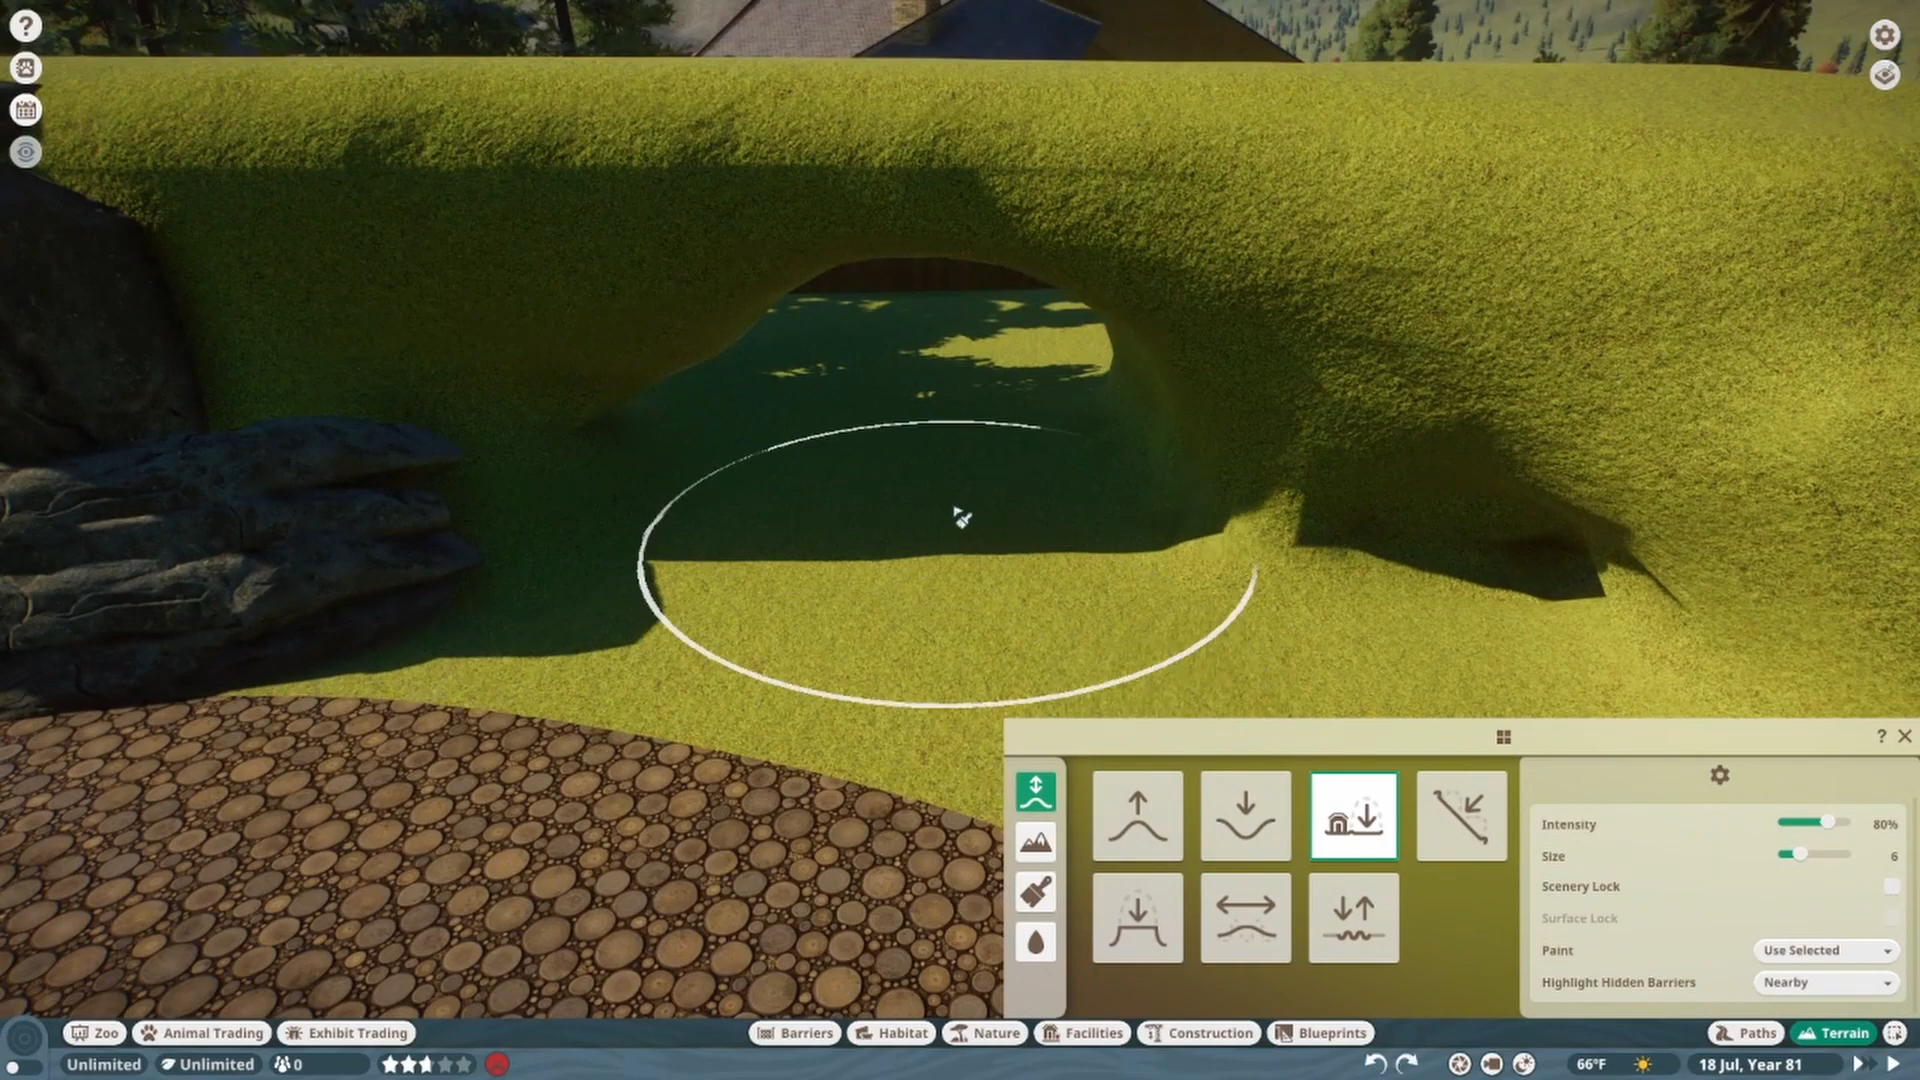 ?
? ×
Intensity 80%
Size 6
Scenery Lock
Surface Lock
Paint Use Selected
Highlight Hidden Barriers Nearby
Zoo Animal Trading Exhibit Trading Barriers Habitat Nature Facilities Construction Blueprints Paths Terrain
Unlimited Unlimited 0 66°F 18 Jul, Year 81